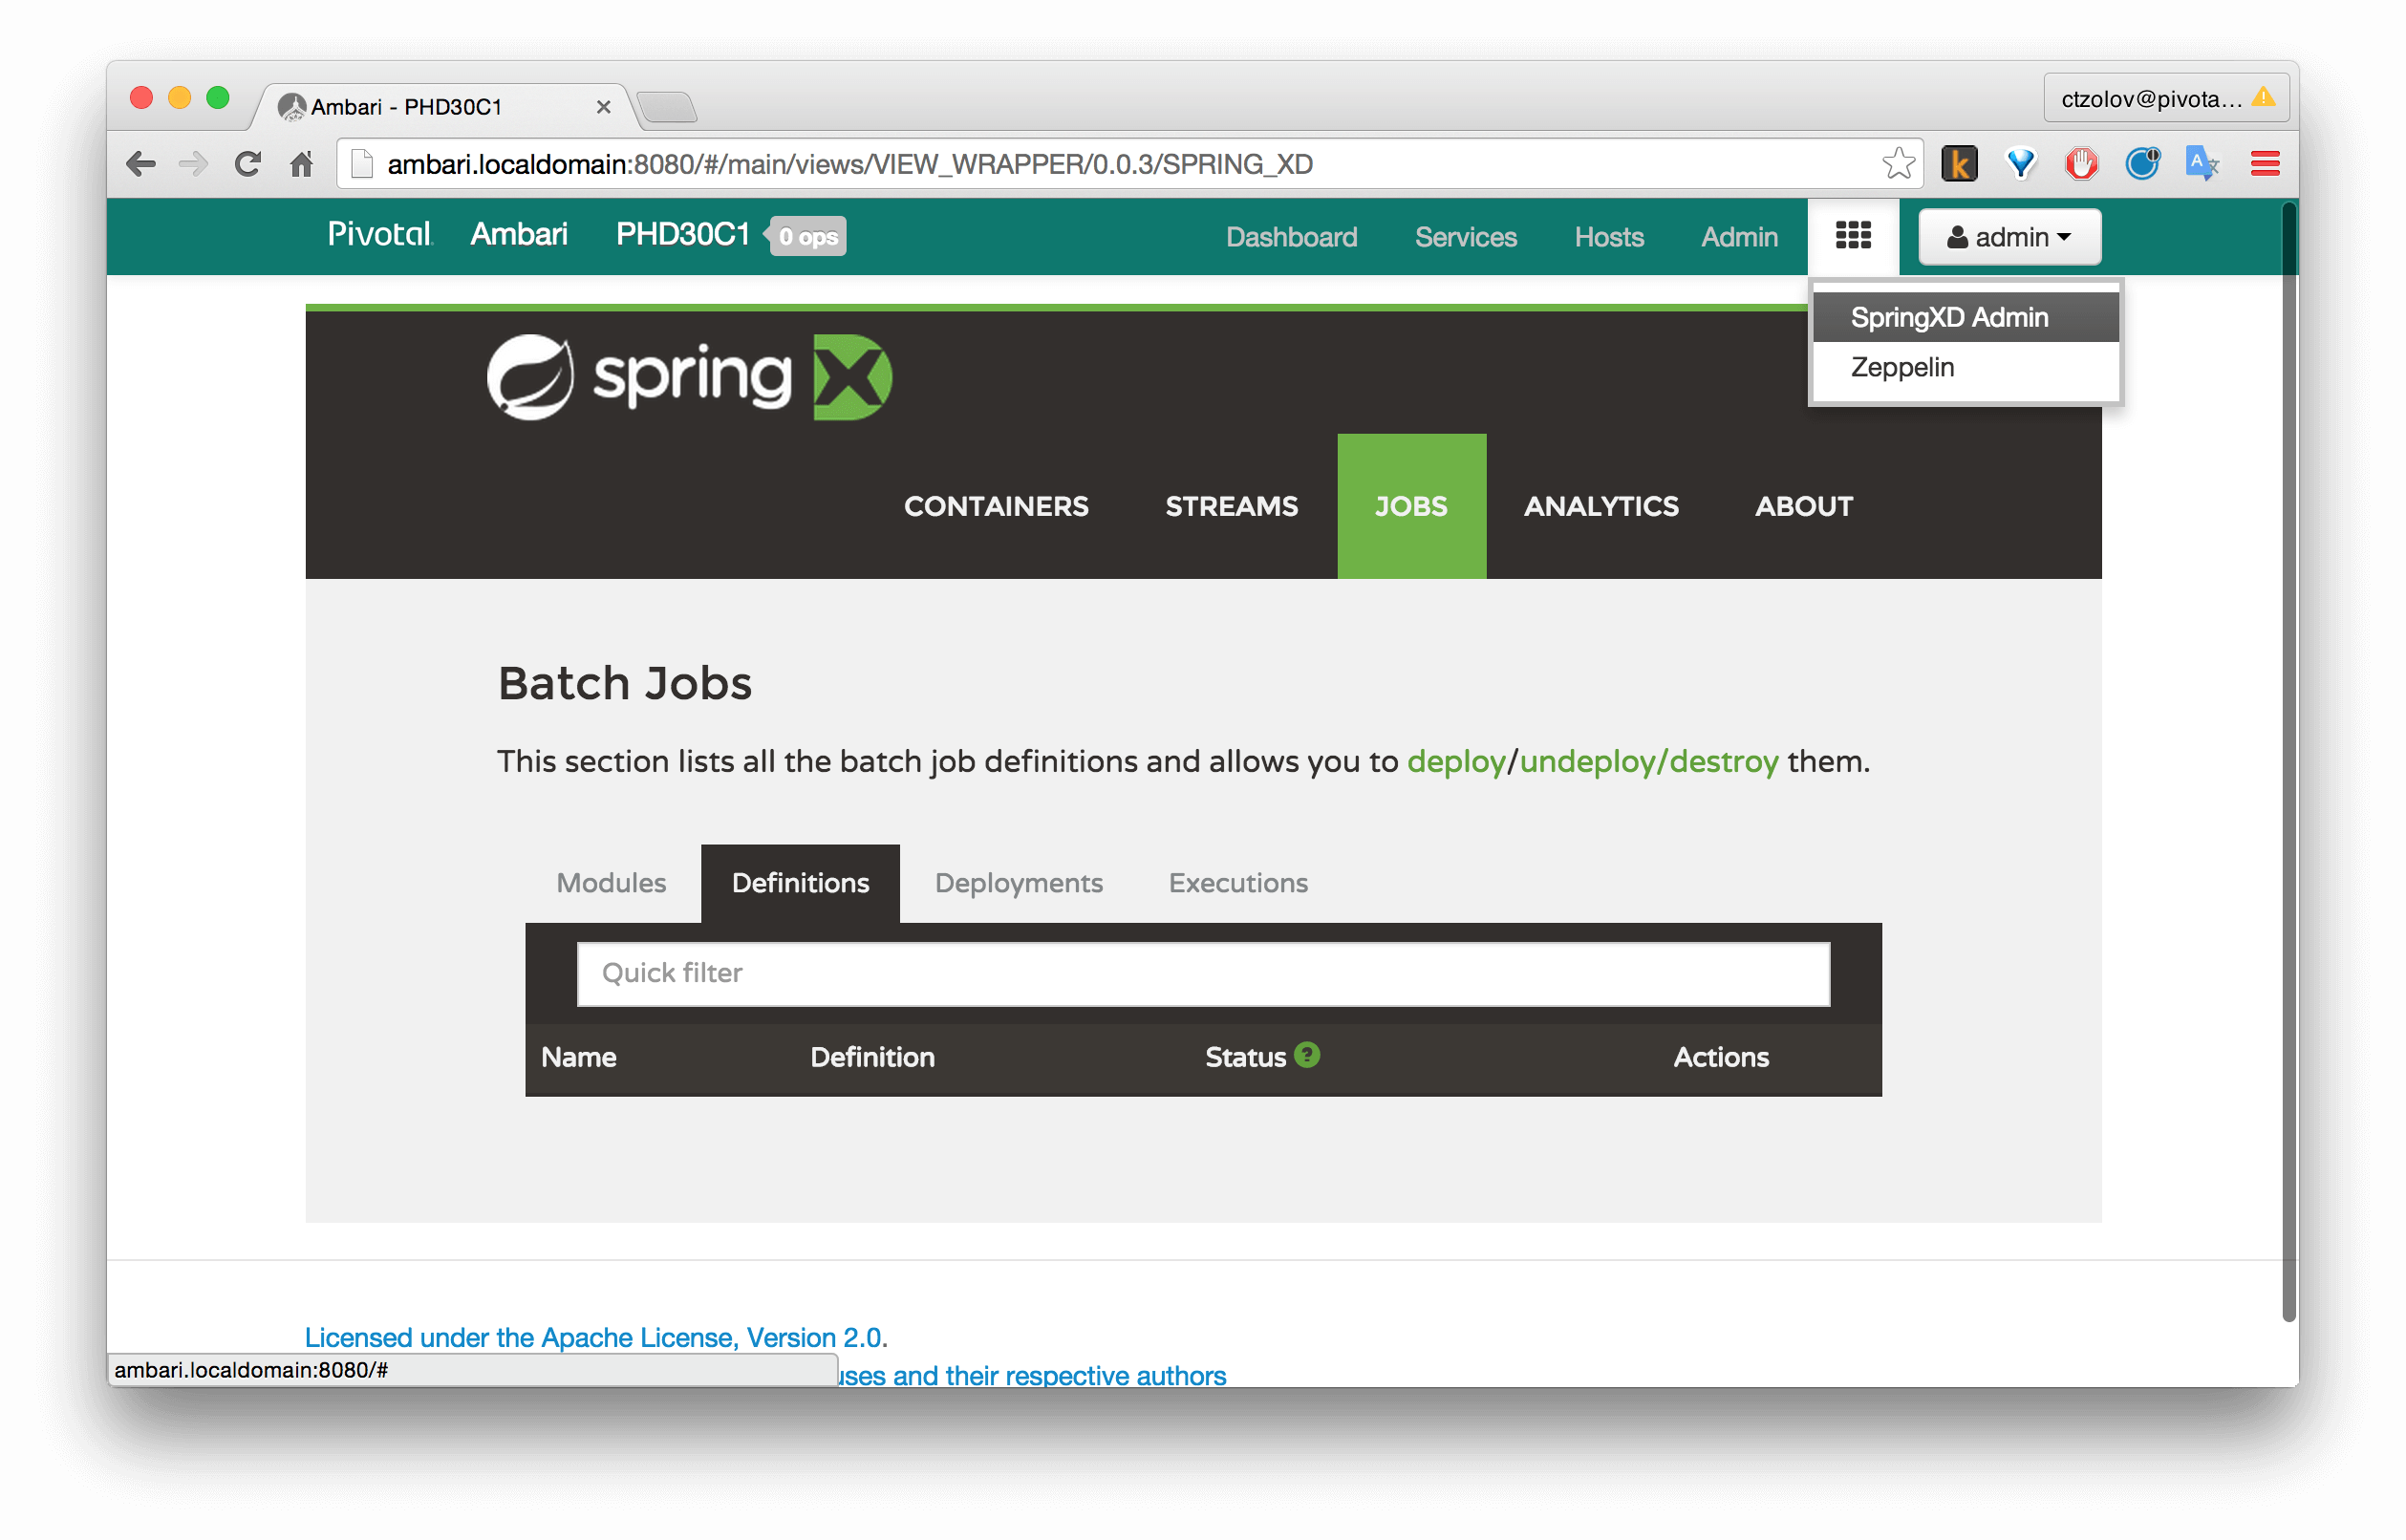 Ambari - PHD30C1
ctzolov@pivota...
ambari.localdomain:8080/#/main/views/VIEW_WRAPPER/0.0.3/SPRING_XD
Pivotal Ambari PHD30C1 0 ops Dashboard Services Hosts Admin admin
SpringXD Admin
Zeppelin
spring XD
CONTAINERS STREAMS JOBS ANALYTICS ABOUT
Batch Jobs
This section lists all the batch job definitions and allows you to deploy/undeploy/destroy them.
Modules Definitions Deployments Executions
Quick filter
Name Definition Status ? Actions
Licensed under the Apache License, Version 2.0.
ambari.localdomain:8080/#
and their respective authors